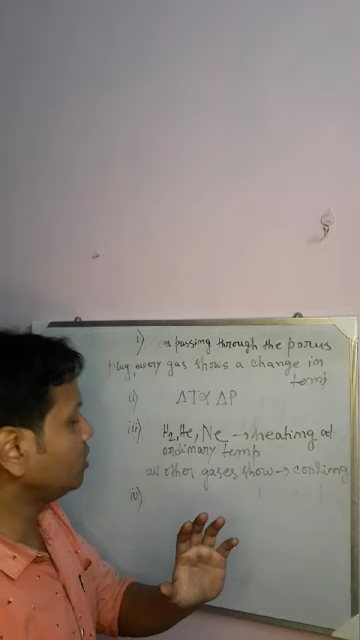 i) on passing through the porus
plug, every gas shows a change in
temp
ii) ΔT ∝ ΔP
iii) H₂, He, Ne → heating at
ordinary temp
all other gases show → cooling
iv)